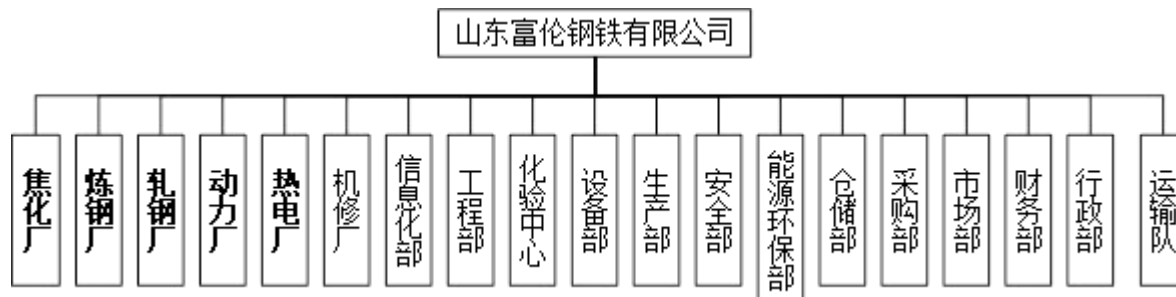 山东富伦钢铁有限公司
焦化厂
炼钢厂
轧钢厂
动力厂
热电厂
机修厂
信息化部
工程部
化验中心
设备部
生产部
安全部
能源环保部
仓储部
采购部
市场部
财务部
行政部
运输队